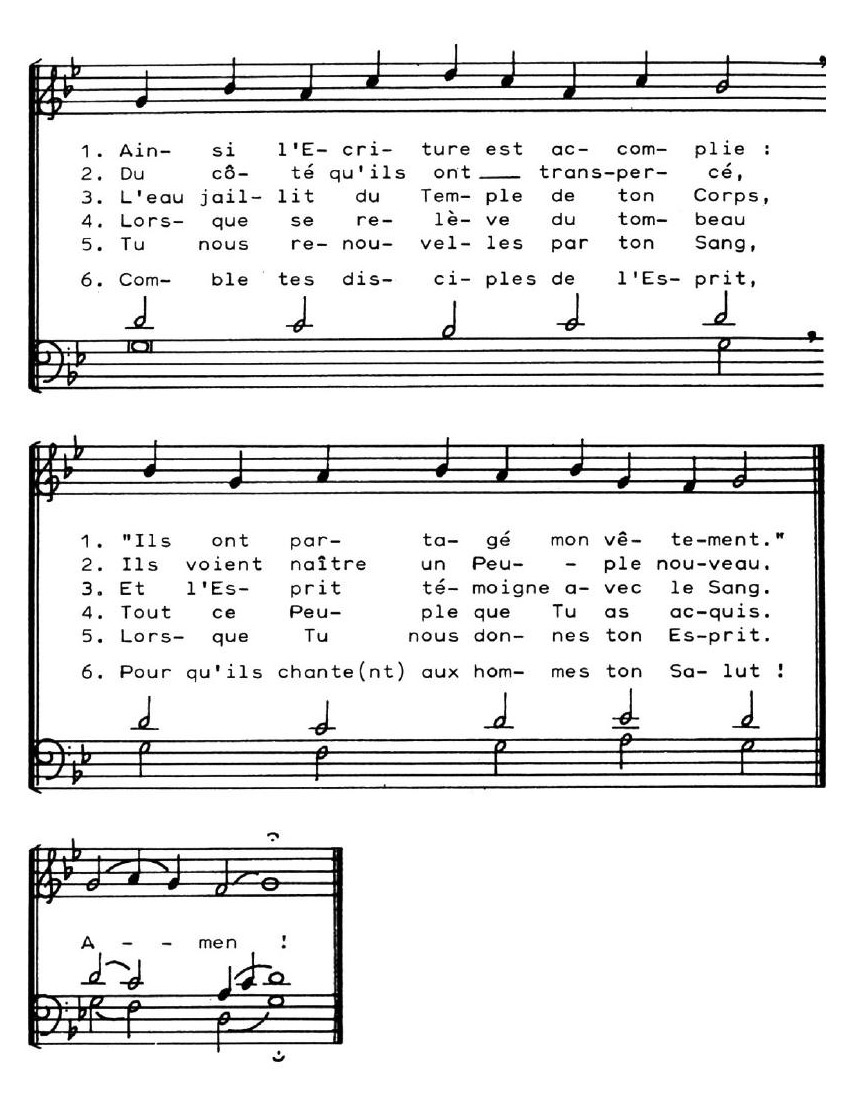 1. Ain- si l'E- cri- ture est ac- com- plie :
2. Du cô- té qu'ils ont ___ trans-per- cé,
3. L'eau jail- lit du Tem- ple de ton Corps,
4. Lors- que se re- lè- ve du tom- beau
5. Tu nous re- nou- vel- les par ton Sang,
6. Com- ble tes dis- ci- ples de l'Es- prit,
1. "Ils ont par- ta- gé mon vê- te-ment."
2. Ils voient naître un Peu- - ple nou-veau.
3. Et l'Es- prit té- moigne a- vec le Sang.
4. Tout ce Peu- ple que Tu as ac-quis.
5. Lors- que Tu nous don- nes ton Es-prit.
6. Pour qu'ils chante(nt) aux hom- mes ton Sa- lut !
A - - men !